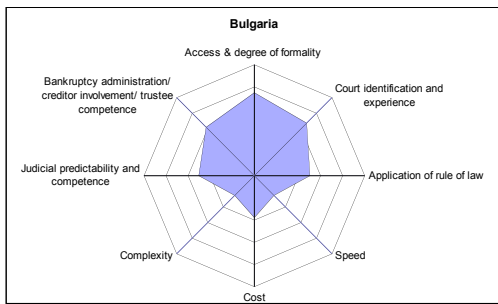 Bulgaria
Access & degree of formality
Bankruptcy administration/
creditor involvement/ trustee
competence
Court identification and
experience
Judicial predictability and
competence
Application of rule of law
Complexity
Speed
Cost